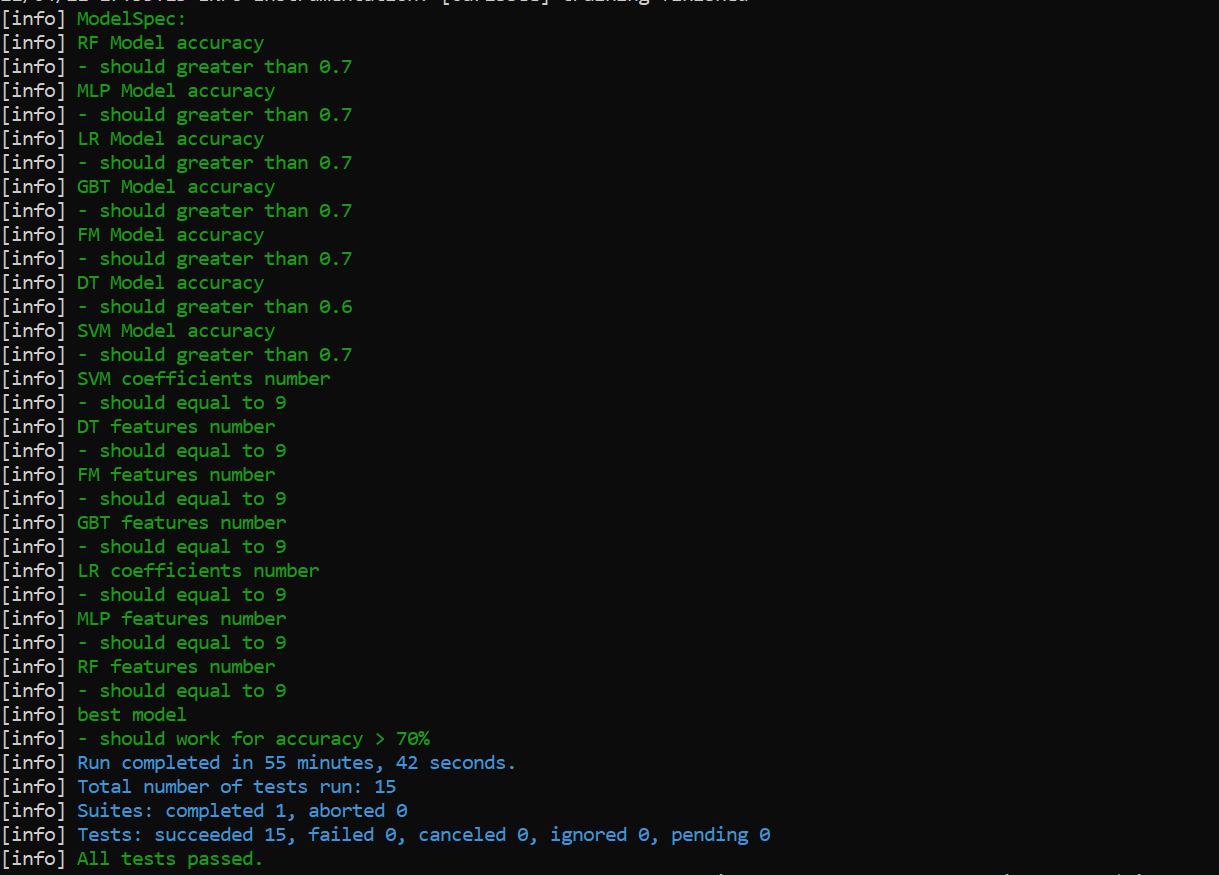 [info] ModelSpec:
[info] RF Model accuracy
[info] - should greater than 0.7
[info] MLP Model accuracy
[info] - should greater than 0.7
[info] LR Model accuracy
[info] - should greater than 0.7
[info] GBT Model accuracy
[info] - should greater than 0.7
[info] FM Model accuracy
[info] - should greater than 0.7
[info] DT Model accuracy
[info] - should greater than 0.6
[info] SVM Model accuracy
[info] - should greater than 0.7
[info] SVM coefficients number
[info] - should equal to 9
[info] DT features number
[info] - should equal to 9
[info] FM features number
[info] - should equal to 9
[info] GBT features number
[info] - should equal to 9
[info] LR coefficients number
[info] - should equal to 9
[info] MLP features number
[info] - should equal to 9
[info] RF features number
[info] - should equal to 9
[info] best model
[info] - should work for accuracy > 70%
[info] Run completed in 55 minutes, 42 seconds.
[info] Total number of tests run: 15
[info] Suites: completed 1, aborted 0
[info] Tests: succeeded 15, failed 0, canceled 0, ignored 0, pending 0
[info] All tests passed.